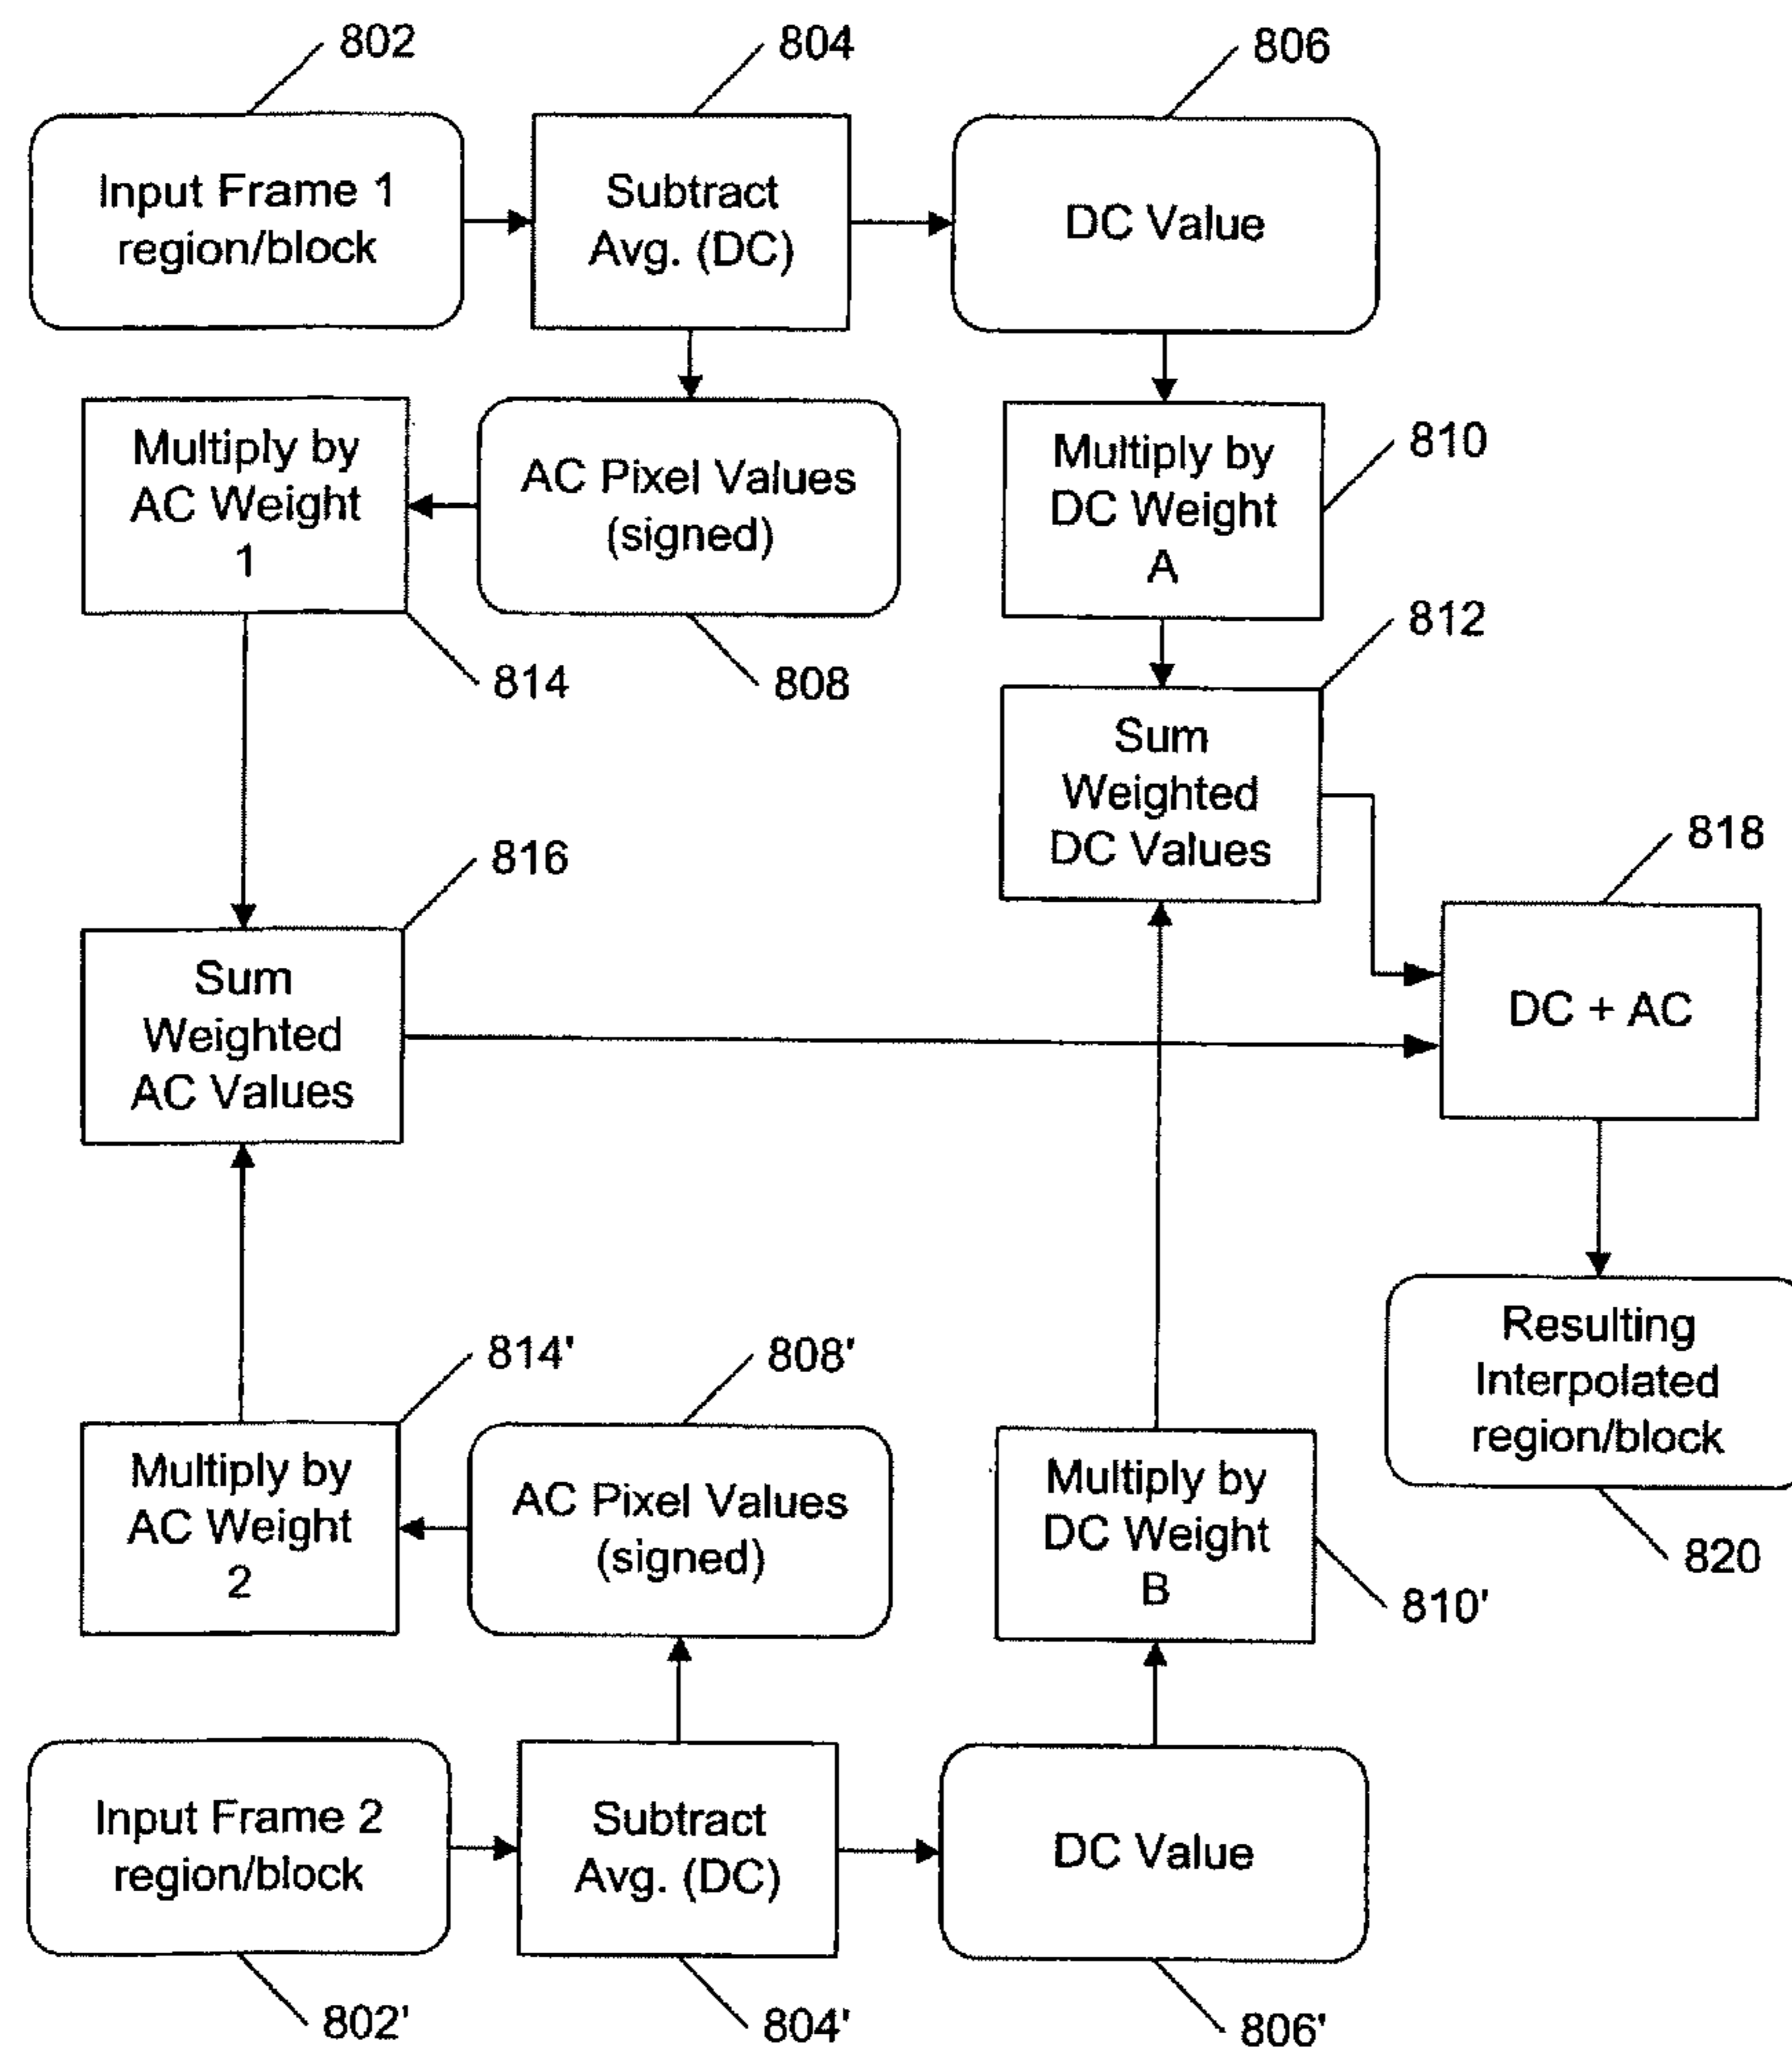 802
804
806
Input Frame 1
region/block
Subtract
Avg. (DC)
DC Value
Multiply by
AC Weight
1
AC Pixel Values
(signed)
Multiply by
DC Weight
A
810
814
808
812
Sum
Weighted
DC Values
816
818
Sum
Weighted
AC Values
DC + AC
814'
808'
Resulting
Interpolated
region/block
Multiply by
AC Weight
2
AC Pixel Values
(signed)
Multiply by
DC Weight
B
820
810'
Input Frame 2
region/block
Subtract
Avg. (DC)
DC Value
802'
804'
806'